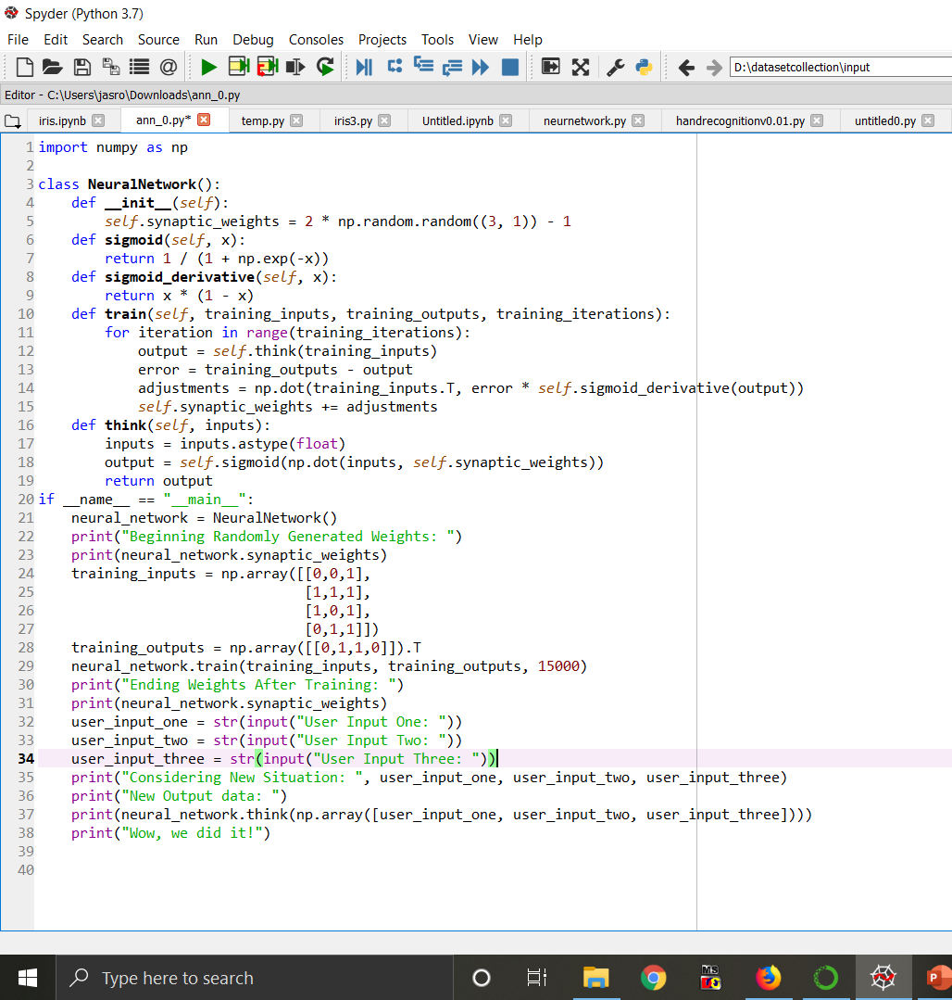 Spyder (Python 3.7)
File Edit Search Source Run Debug Consoles Projects Tools View Help
D:\datasetcollection\input
Editor - C:\Users\jasro\Downloads\ann_0.py
iris.ipynb ann_0.py* temp.py iris3.py Untitled.ipynb neurnetwork.py handrecognitionv0.01.py untitled0.py
1 import numpy as np
2
3 class NeuralNetwork():
4     def __init__(self):
5         self.synaptic_weights = 2 * np.random.random((3, 1)) - 1
6     def sigmoid(self, x):
7         return 1 / (1 + np.exp(-x))
8     def sigmoid_derivative(self, x):
9         return x * (1 - x)
10     def train(self, training_inputs, training_outputs, training_iterations):
11         for iteration in range(training_iterations):
12             output = self.think(training_inputs)
13             error = training_outputs - output
14             adjustments = np.dot(training_inputs.T, error * self.sigmoid_derivative(output))
15             self.synaptic_weights += adjustments
16     def think(self, inputs):
17         inputs = inputs.astype(float)
18         output = self.sigmoid(np.dot(inputs, self.synaptic_weights))
19         return output
20 if __name__ == "__main__":
21     neural_network = NeuralNetwork()
22     print("Beginning Randomly Generated Weights: ")
23     print(neural_network.synaptic_weights)
24     training_inputs = np.array([[0,0,1],
25                                 [1,1,1],
26                                 [1,0,1],
27                                 [0,1,1]])
28     training_outputs = np.array([[0,1,1,0]]).T
29     neural_network.train(training_inputs, training_outputs, 15000)
30     print("Ending Weights After Training: ")
31     print(neural_network.synaptic_weights)
32     user_input_one = str(input("User Input One: "))
33     user_input_two = str(input("User Input Two: "))
34     user_input_three = str(input("User Input Three: "))
35     print("Considering New Situation: ", user_input_one, user_input_two, user_input_three)
36     print("New Output data: ")
37     print(neural_network.think(np.array([user_input_one, user_input_two, user_input_three])))
38     print("Wow, we did it!")
39
40
Type here to search